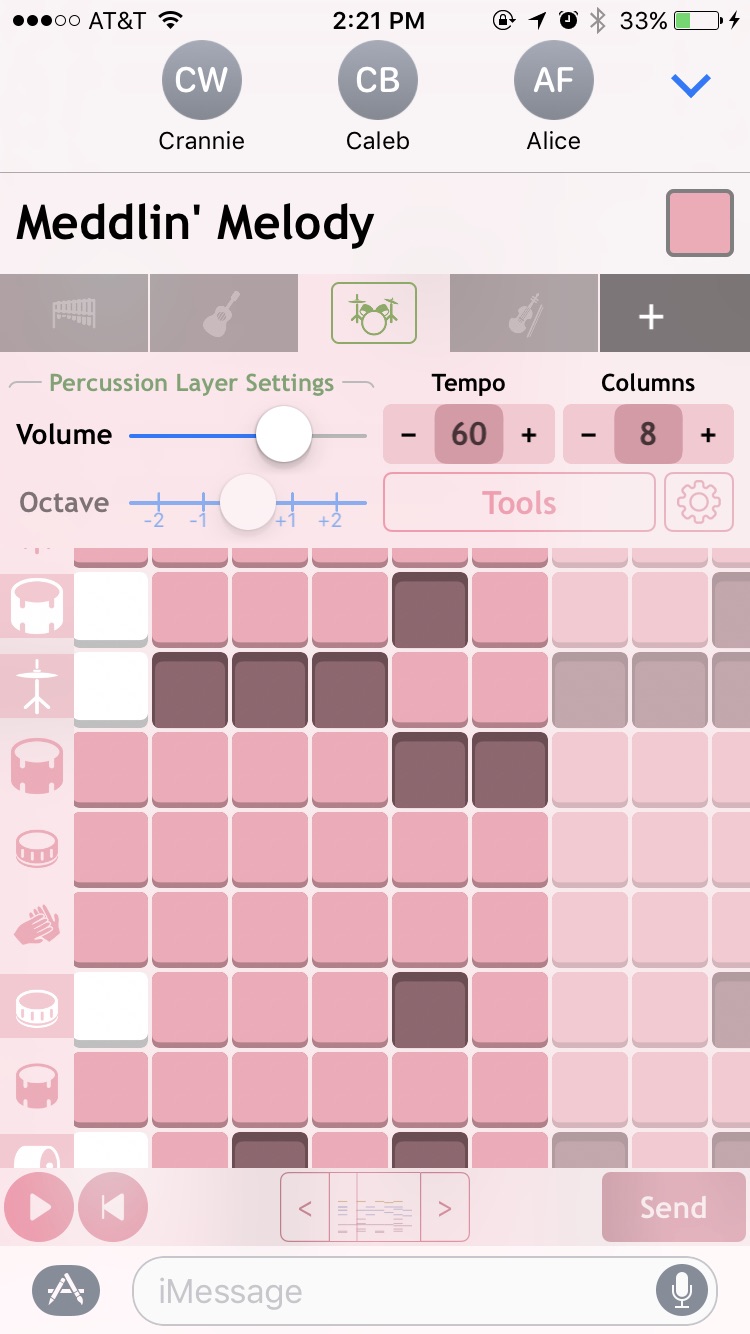 AT&T 2:21 PM 33%
CW CB AF
Crannie Caleb Alice
Meddlin' Melody
+
Percussion Layer Settings Tempo Columns
Volume - 60 + - 8 +
Octave -2 -1 +1 +2 Tools
< > Send
iMessage